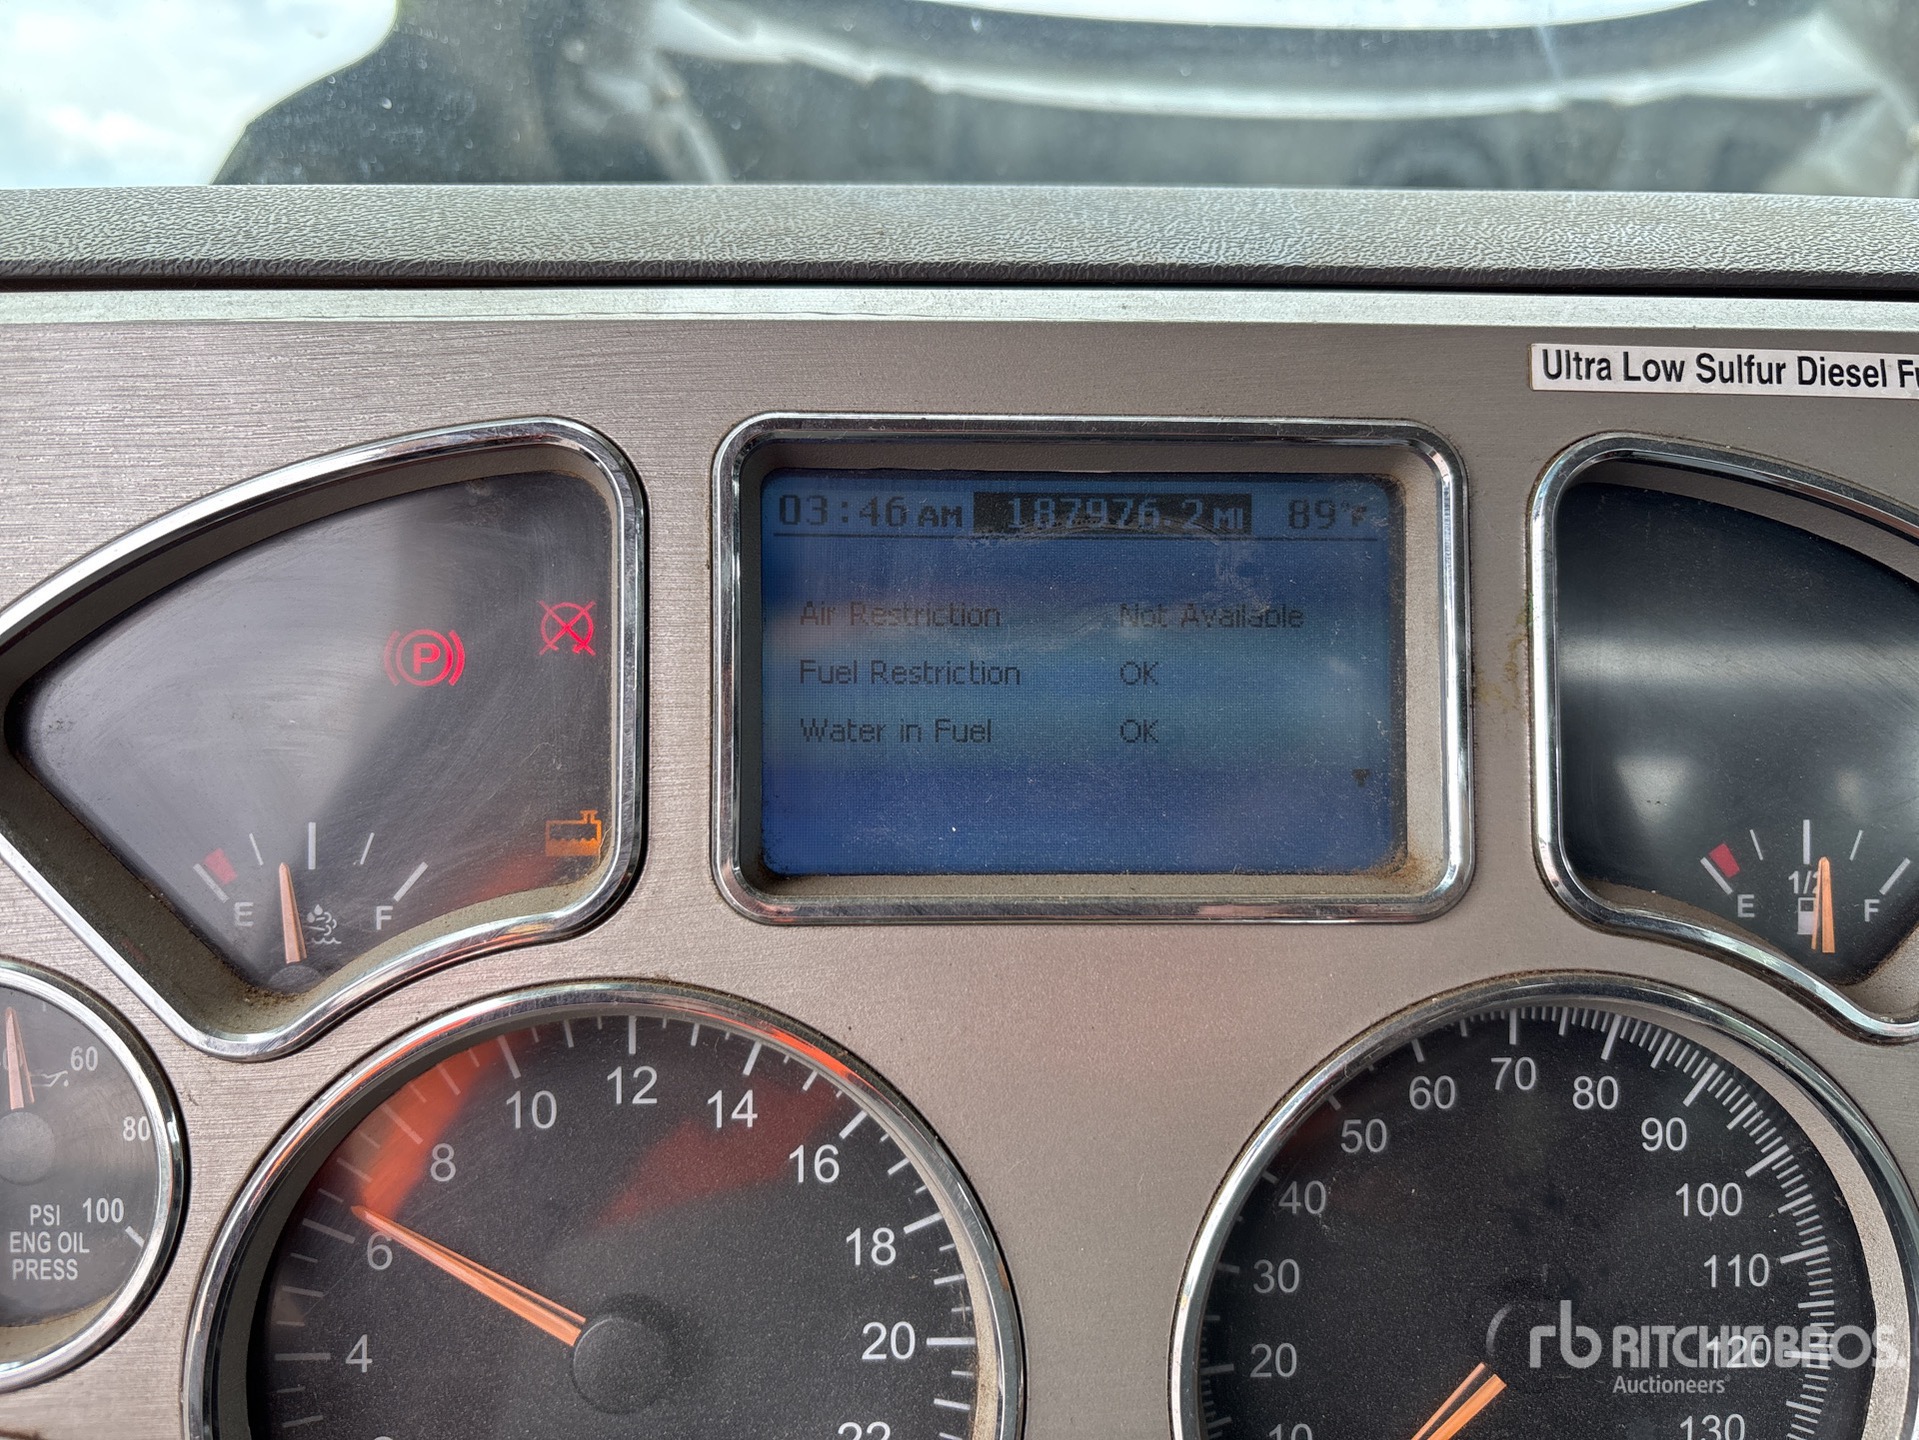 Ultra Low Sulfur Diesel
03:46 AM 187976.2 MI 89°F
Air Restriction Not Available
Fuel Restriction OK
Water in Fuel OK
P
E F
E 1/2 F
60
80
100
PSI
ENG OIL
PRESS
4
6
8
10
12
14
16
18
20
22
10
20
30
40
50
60
70
80
90
100
110
120
130
rb RITCHIE BROS.
Auctioneers